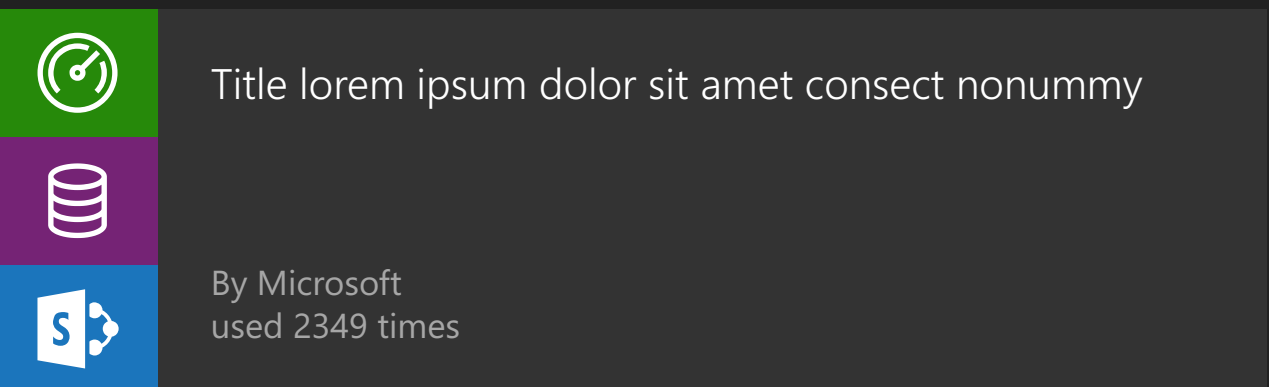 Title lorem ipsum dolor sit amet consect nonummy
By Microsoft
used 2349 times
S